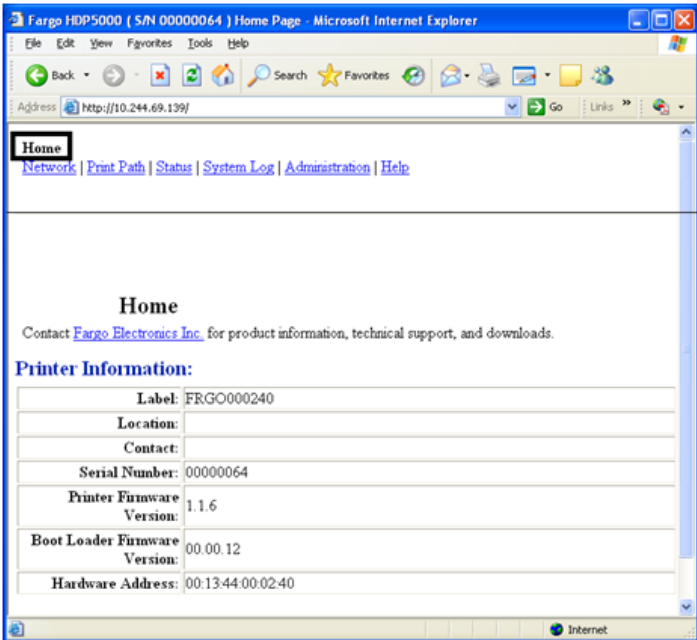 Fargo HDP5000 ( S/N 00000064 ) Home Page - Microsoft Internet Explorer
File Edit View Favorites Tools Help
Back Search Favorites
Address http://10.244.69.139/ Go Links »
Home
Network | Print Path | Status | System Log | Administration | Help
Home
Contact Fargo Electronics Inc. for product information, technical support, and downloads.
Printer Information:
Label: FRGO000240
Location:
Contact:
Serial Number: 00000064
Printer Firmware
Version: 1.1.6
Boot Loader Firmware
Version: 00.00.12
Hardware Address: 00:13:44:00:02:40
Internet